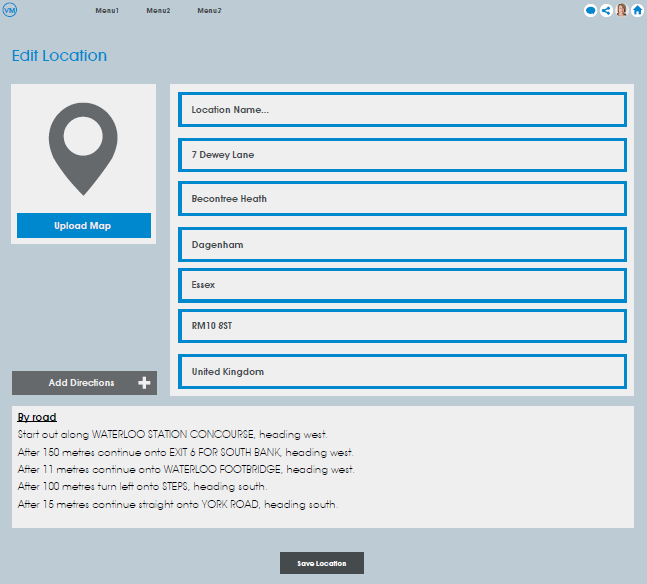 VM
Menu1
Menu2
Menu3
Edit Location
Upload Map
Location Name...
7 Dewey Lane
Becontree Heath
Dagenham
Essex
RM10 8ST
United Kingdom
Add Directions
By road
Start out along WATERLOO STATION CONCOURSE, heading west.
After 150 metres continue onto EXIT 6 FOR SOUTH BANK, heading west.
After 11 metres continue onto WATERLOO FOOTBRIDGE, heading west.
After 100 metres turn left onto STEPS, heading south.
After 15 metres continue straight onto YORK ROAD, heading south.
Save Location